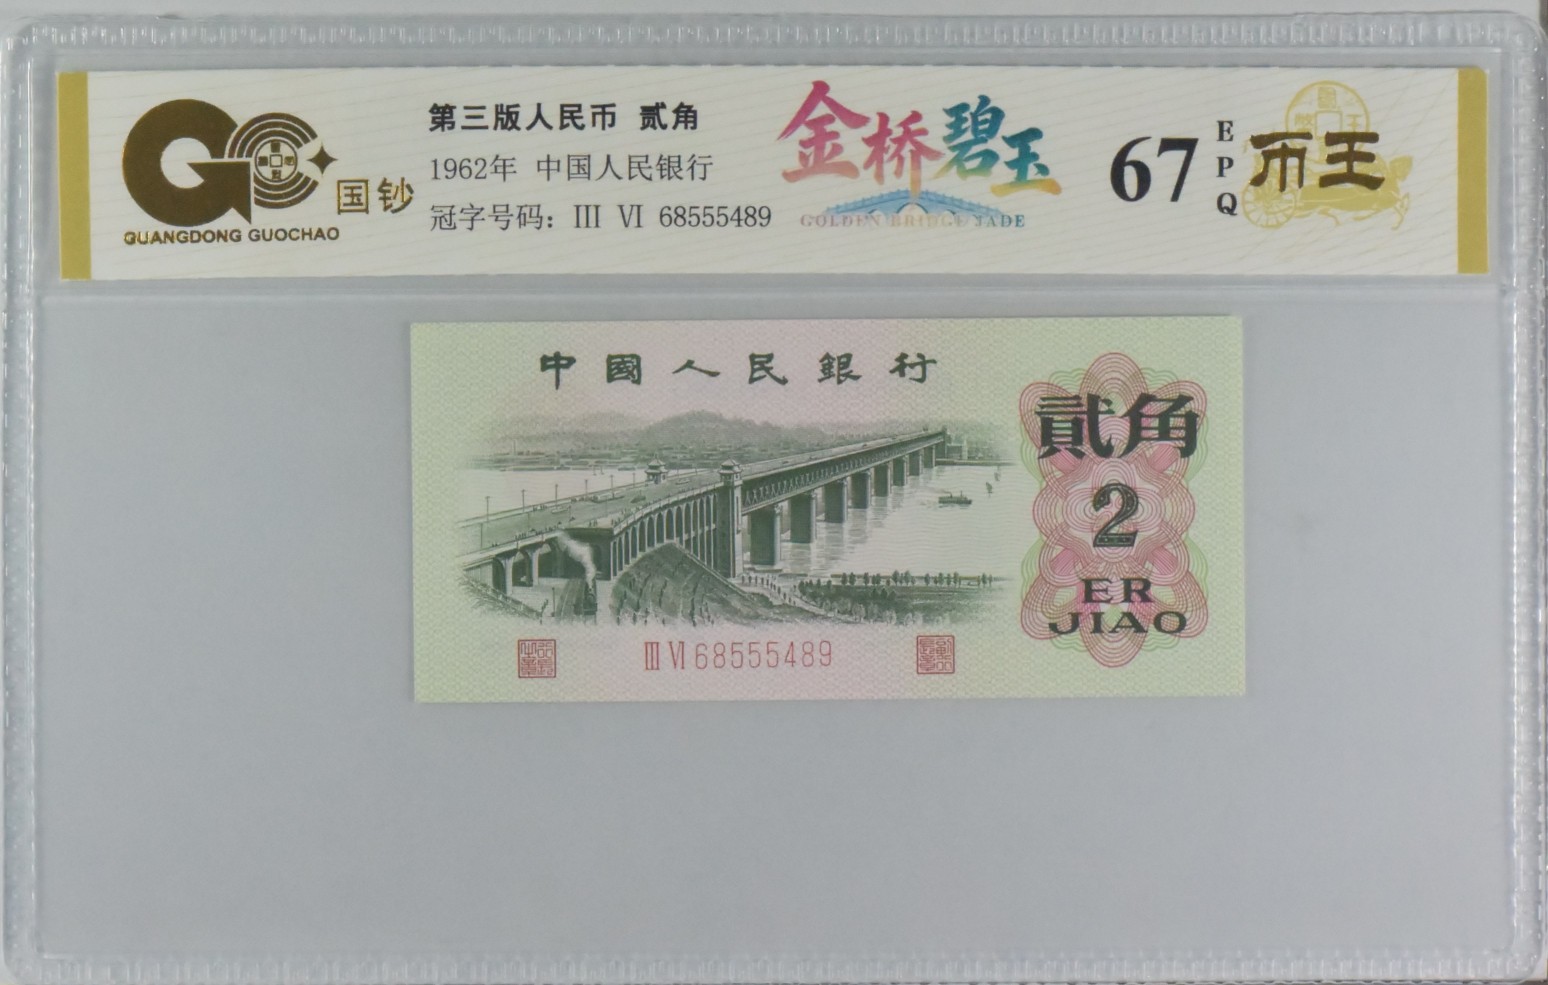 国钞
QUANGDONG GUOCHAO
第三版人民币 贰角
1962年 中国人民银行
冠字号码：III VI 68555489
金桥碧玉
GOLDEN BRIDGE JADE
67
EPQ
币王
中國人民銀行
貳角
2
ER
JIAO
III VI 68555489